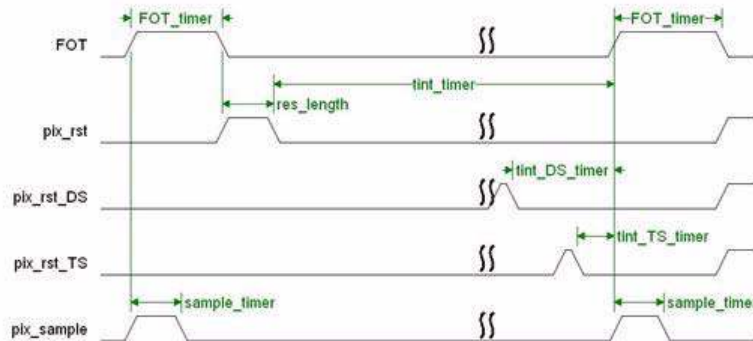 FOT_timer
FOT_timer
FOT
tint_timer
res_length
pix_rst
tint_DS_timer
pix_rst_DS
tint_TS_timer
pix_rst_TS
sample_timer
sample_time
pix_sample